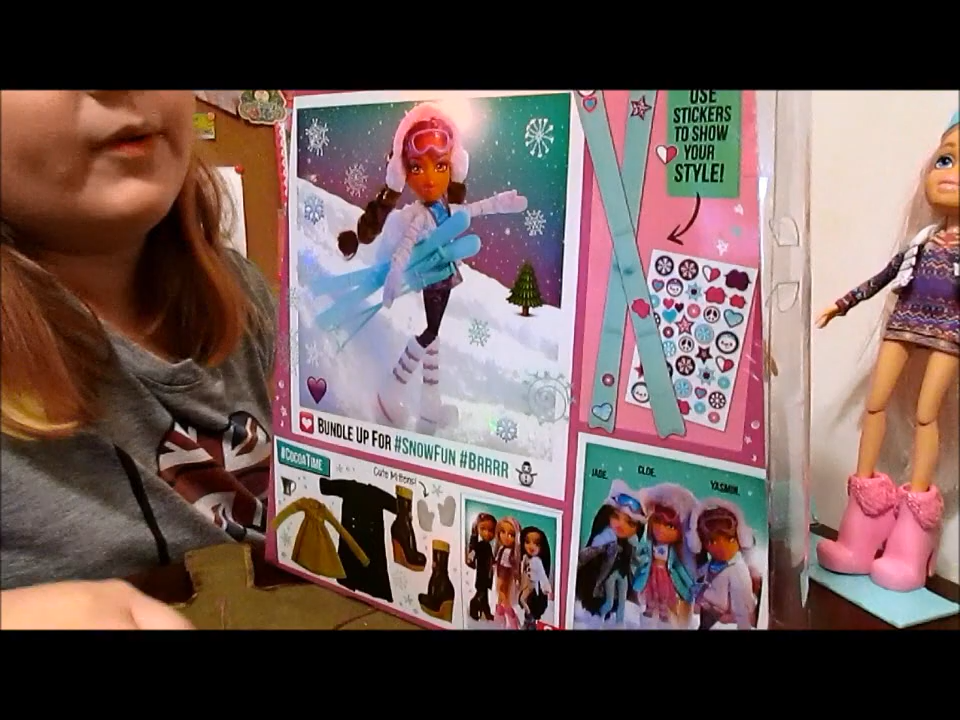 USE
STICKERS
TO SHOW
YOUR
STYLE!
BUNDLE UP FOR #SNOWFUN #BRRRR
#COCOATIME
Cute Mittens!
JADE
CLOE
YASMIN